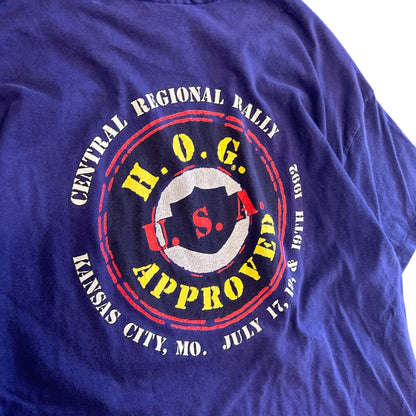 CENTRAL REGIONAL RALLY
H.O.G.
U.S.A.
APPROVED
KANSAS CITY, MO. JULY 17, 18 & 19TH 1992